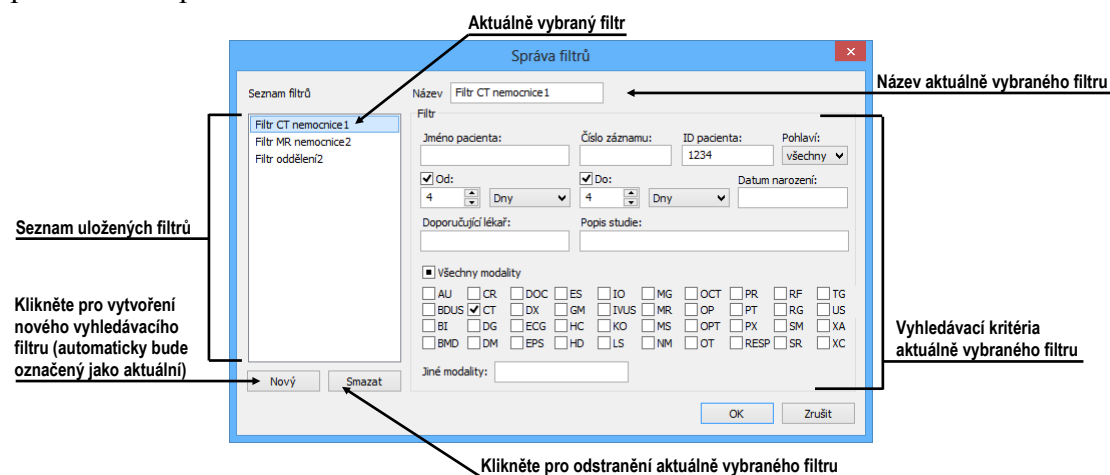 Aktuálně vybraný filtr
Správa filtrů
Název aktuálně vybraného filtru
Seznam filtrů
Název Filtr CT nemocnice1
Filtr
Filtr CT nemocnice1
Filtr MR nemocnice2
Filtr oddělení2
Jméno pacienta: Číslo záznamu: ID pacienta: Pohlaví:
1234 všechny
Od: Do: Datum narození:
4 Dny 4 Dny
Doporučující lékař: Popis studie:
Seznam uložených filtrů
Všechny modality
AU CR DOC ES IO MG OCT PR RF TG
BDUS CT DX GM IVUS MR OP PT RG US
BI DG ECG HC KO MS OPT PX SM XA
BMD DM EPS HD LS NM OT RESP SR XC
Jiné modality:
Klikněte pro vytvoření
nového vyhledávacího
filtru (automaticky bude
označený jako aktuální)
Vyhledávací kritéria
aktuálně vybraného filtru
Nový Smazat
OK Zrušit
Klikněte pro odstranění aktuálně vybraného filtru